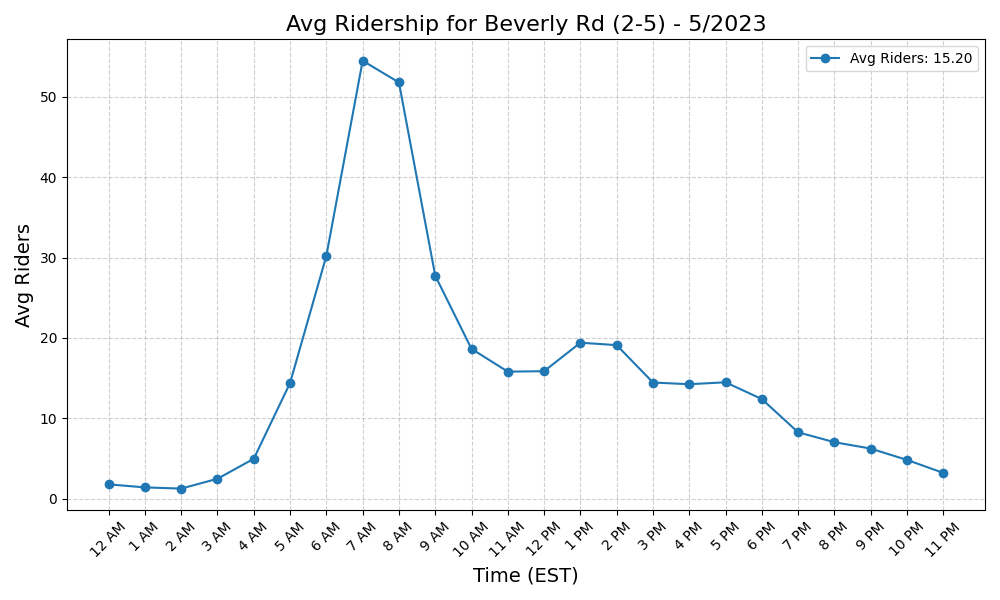 Avg Ridership for Beverly Rd (2-5) - 5/2023
Avg Riders: 15.20
Avg Riders
50
40
30
20
10
0
12 AM
1 AM
2 AM
3 AM
4 AM
5 AM
6 AM
7 AM
8 AM
9 AM
10 AM
11 AM
12 PM
1 PM
2 PM
3 PM
4 PM
5 PM
6 PM
7 PM
8 PM
9 PM
10 PM
11 PM
Time (EST)